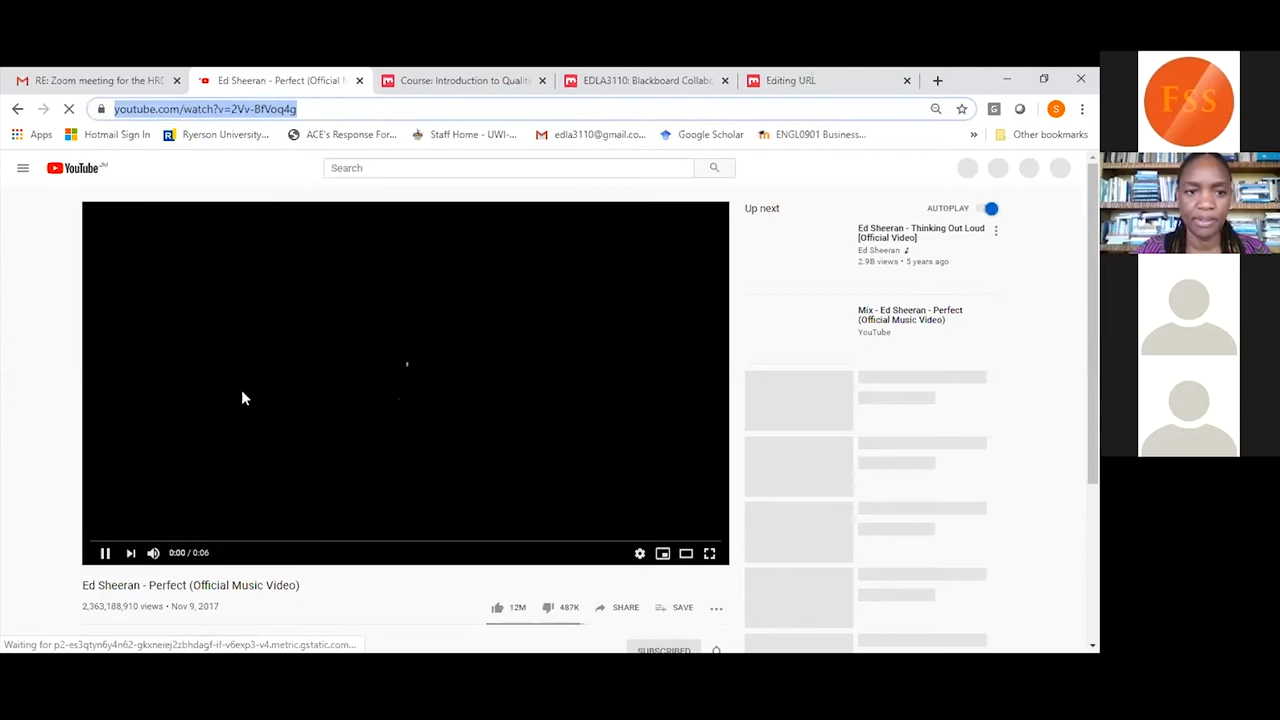 RE: Zoom meeting for the HRD
Ed Sheeran - Perfect (Official M
Course: Introduction to Qualita
EDLA3110: Blackboard Collabo
Editing URL
youtube.com/watch?v=2Vv-BfVoq4g
G
S
Apps
Hotmail Sign In
Ryerson University...
ACE's Response For...
Staff Home - UWI-...
edla3110@gmail.co...
Google Scholar
ENGL0901 Business...
»
Other bookmarks
YouTube JM
Search
Up next
AUTOPLAY
Ed Sheeran - Thinking Out Loud
[Official Video]
Ed Sheeran
2.9B views • 5 years ago
Mix - Ed Sheeran - Perfect
(Official Music Video)
YouTube
0:00 / 0:06
Ed Sheeran - Perfect (Official Music Video)
2,363,188,910 views • Nov 9, 2017
12M
487K
SHARE
SAVE
SUBSCRIBED
FSS